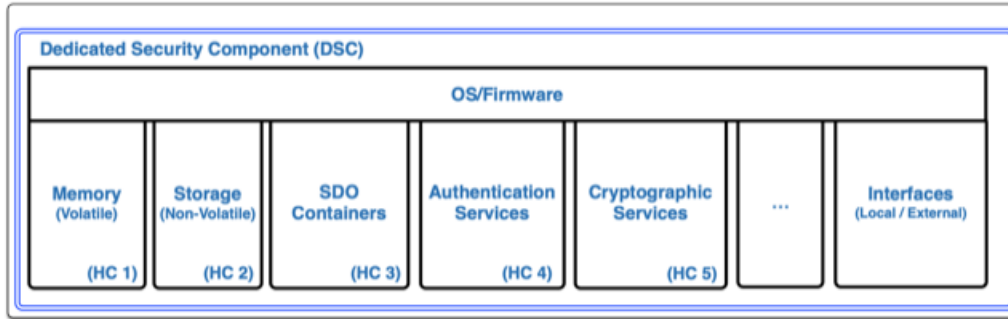 Dedicated Security Component (DSC)
OS/Firmware
Memory
(Volatile)
(HC 1)
Storage
(Non-Volatile)
(HC 2)
SDO
Containers
(HC 3)
Authentication
Services
(HC 4)
Cryptographic
Services
(HC 5)
...
Interfaces
(Local / External)